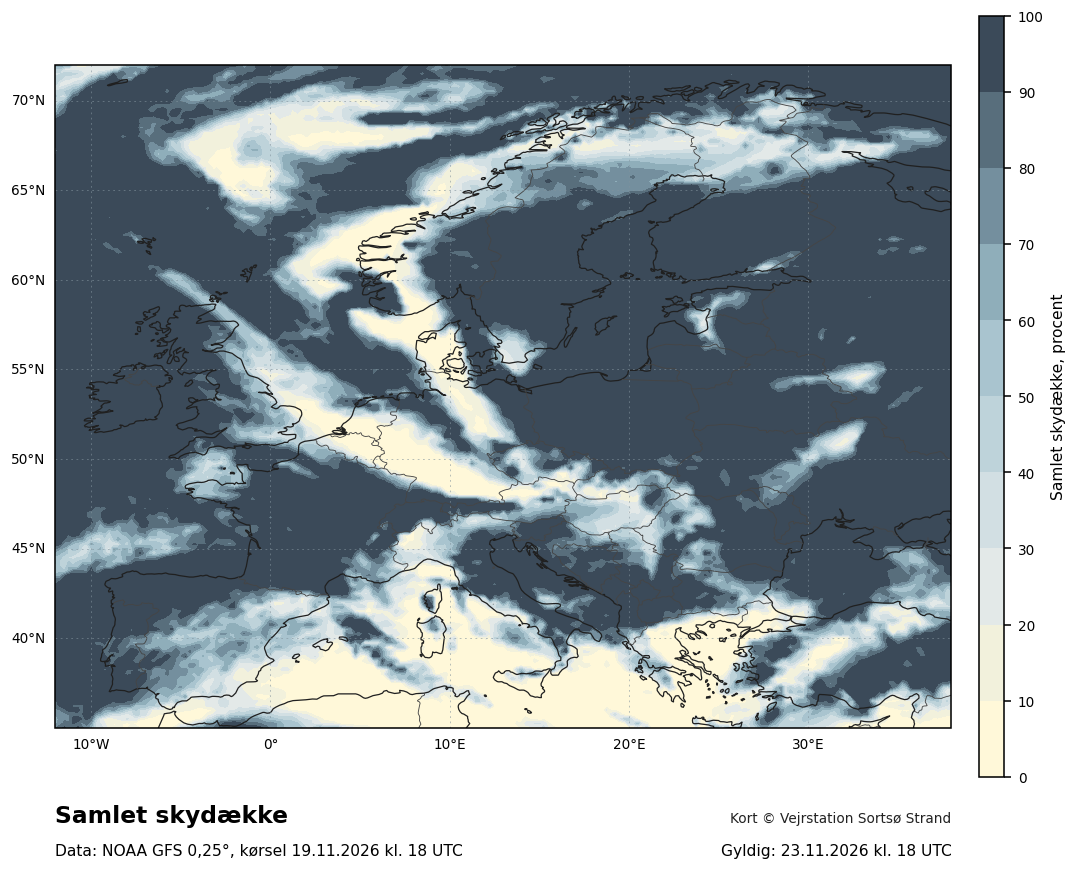 100
90
80
70
60
50
40
30
20
10
0
Samlet skydække, procent
70°N
65°N
60°N
55°N
50°N
45°N
40°N
10°W
0°
10°E
20°E
30°E
Samlet skydække
Kort © Vejrstation Sortsø Strand
Data: NOAA GFS 0,25°, kørsel 19.11.2026 kl. 18 UTC
Gyldig: 23.11.2026 kl. 18 UTC